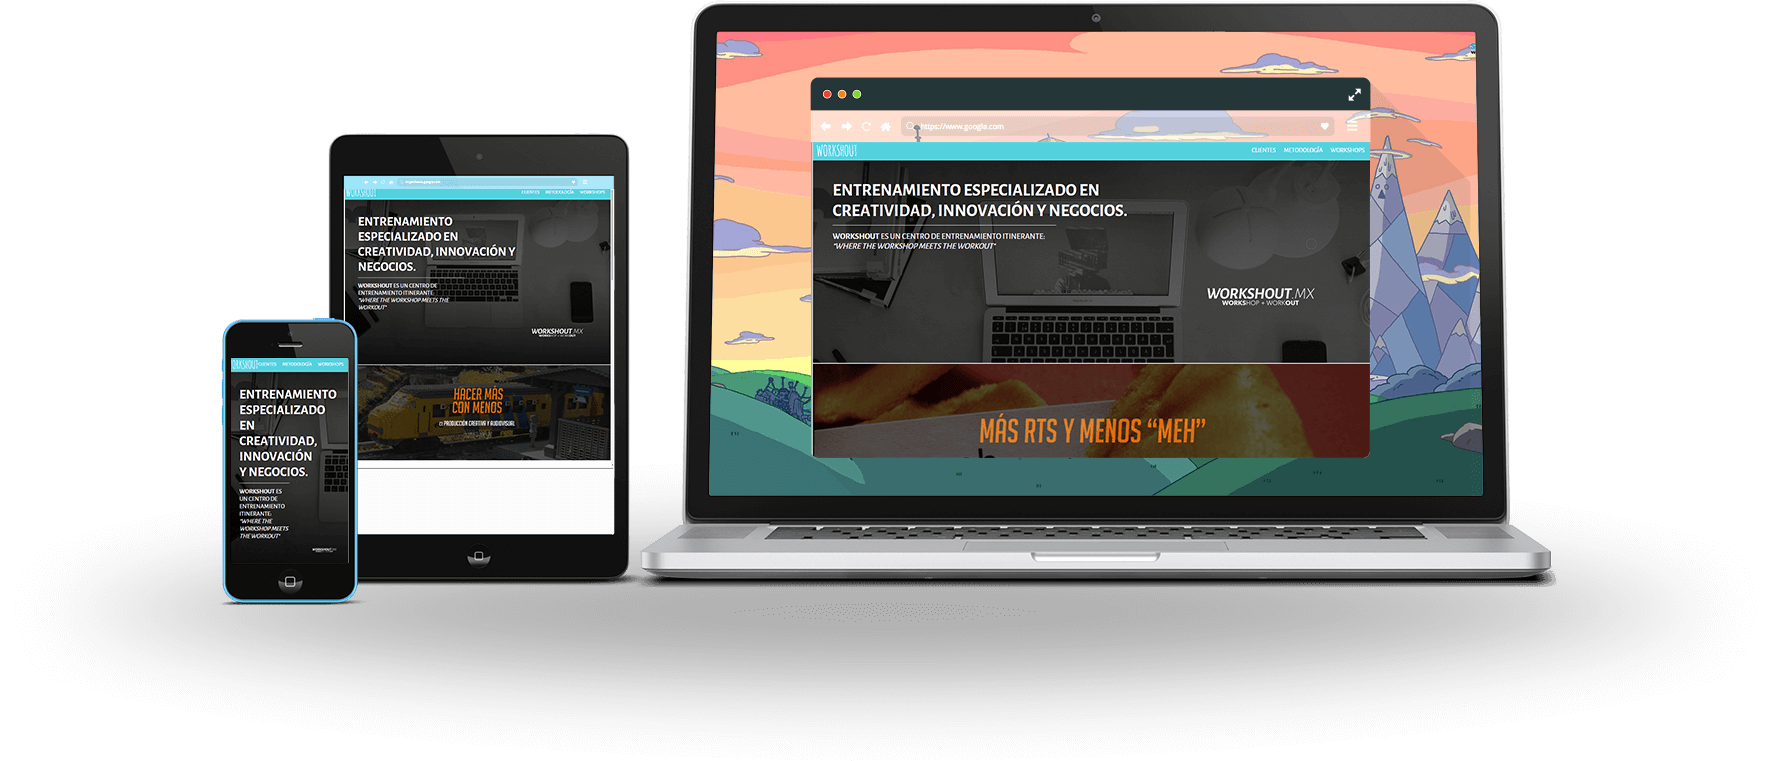 WORKSHOUT
CLIENTES METODOLOGÍA WORKSHOPS
ENTRENAMIENTO
ESPECIALIZADO
EN
CREATIVIDAD,
INNOVACIÓN
Y NEGOCIOS.
WORKSHOUT ES
UN CENTRO DE
ENTRENAMIENTO
ITINERANTE:
"WHERE THE
WORKSHOP MEETS
THE WORKOUT"
WORKSHOUT.MX
WORKSHOUT
CLIENTES METODOLOGÍA WORKSHOPS
ENTRENAMIENTO
ESPECIALIZADO EN
CREATIVIDAD, INNOVACIÓN Y
NEGOCIOS.
WORKSHOUT ES UN CENTRO DE
ENTRENAMIENTO ITINERANTE:
"WHERE THE WORKSHOP MEETS THE
WORKOUT"
WORKSHOUT.MX
WORKSHOP + WORKOUT
HACER MÁS
CON MENOS
PRODUCCIÓN CREATIVA Y AUDIOVISUAL
https://www.google.com
WORKSHOUT
CLIENTES METODOLOGÍA WORKSHOPS
ENTRENAMIENTO ESPECIALIZADO EN
CREATIVIDAD, INNOVACIÓN Y NEGOCIOS.
WORKSHOUT ES UN CENTRO DE ENTRENAMIENTO ITINERANTE:
"WHERE THE WORKSHOP MEETS THE WORKOUT"
WORKSHOUT.MX
WORKSHOP + WORKOUT
MÁS RTS Y MENOS “MEH”